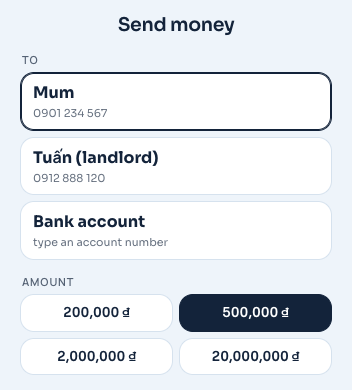 Send money
TO
Mum
0901 234 567
Tuấn (landlord)
0912 888 120
Bank account
type an account number
AMOUNT
200,000 ₫
500,000 ₫
2,000,000 ₫
20,000,000 ₫